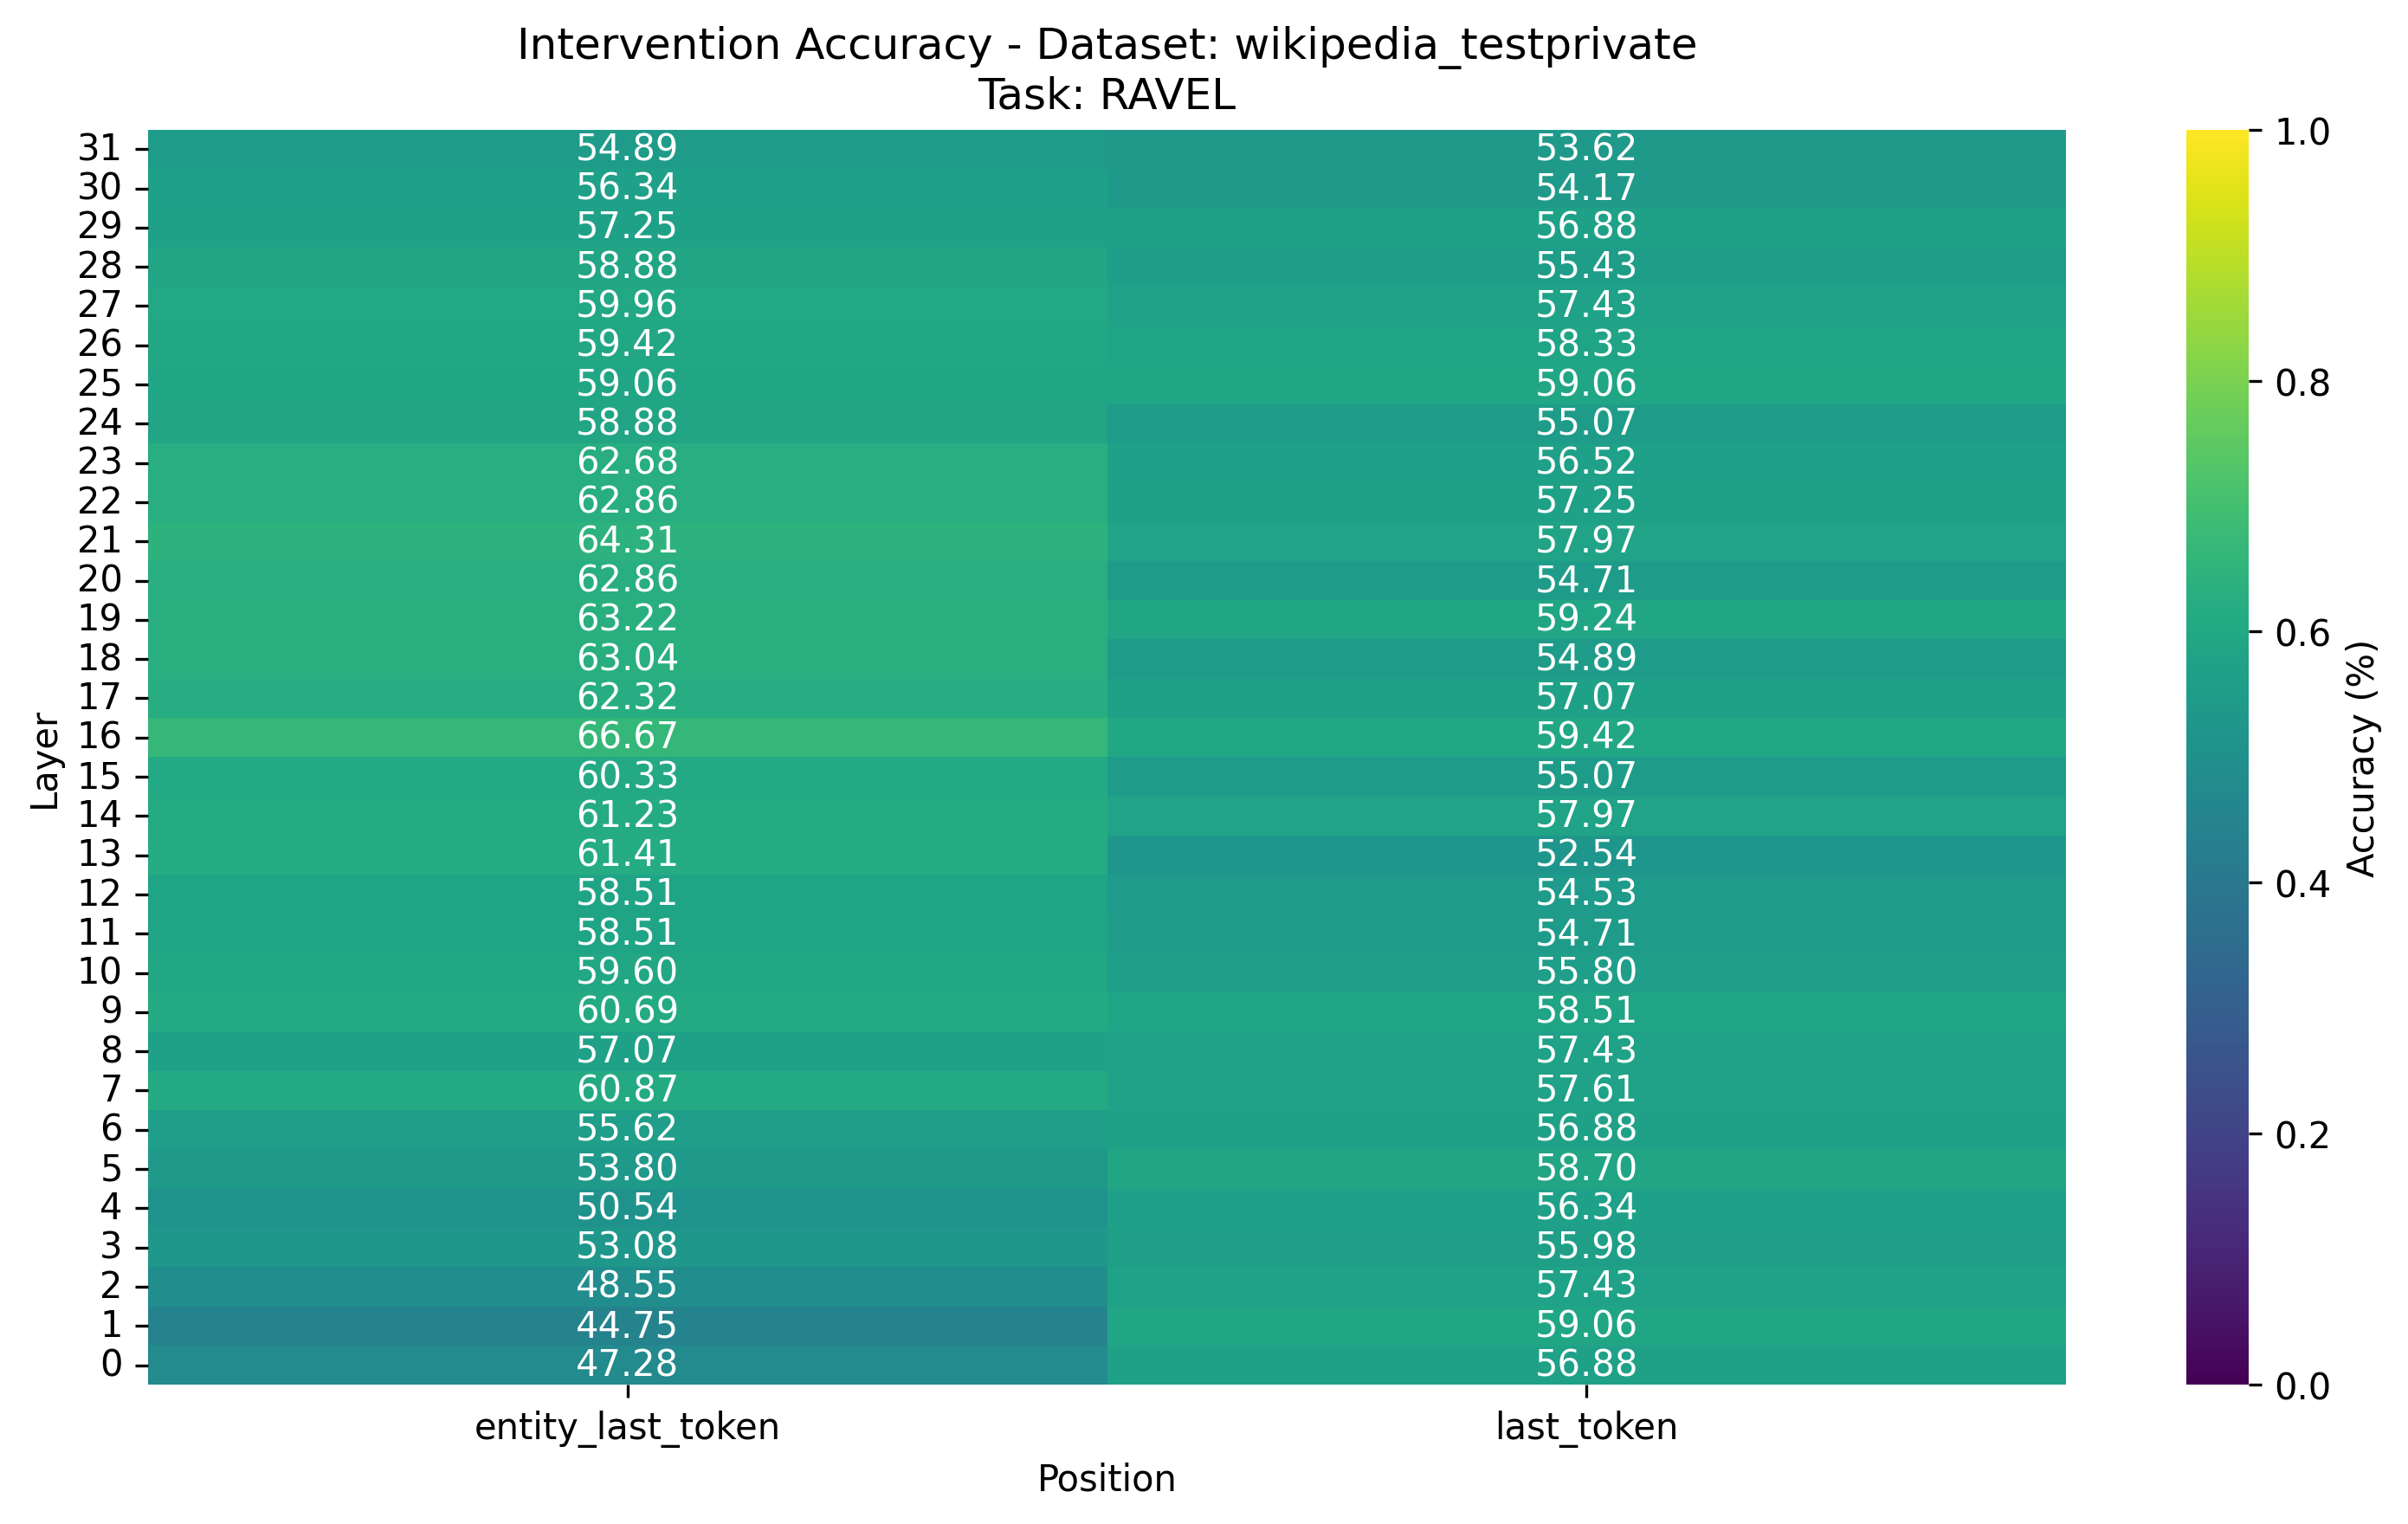 Intervention Accuracy - Dataset: wikipedia_testprivate
Task: RAVEL
Layer
31 54.89 53.62
30 56.34 54.17
29 57.25 56.88
28 58.88 55.43
27 59.96 57.43
26 59.42 58.33
25 59.06 59.06
24 58.88 55.07
23 62.68 56.52
22 62.86 57.25
21 64.31 57.97
20 62.86 54.71
19 63.22 59.24
18 63.04 54.89
17 62.32 57.07
16 66.67 59.42
15 60.33 55.07
14 61.23 57.97
13 61.41 52.54
12 58.51 54.53
11 58.51 54.71
10 59.60 55.80
9 60.69 58.51
8 57.07 57.43
7 60.87 57.61
6 55.62 56.88
5 53.80 58.70
4 50.54 56.34
3 53.08 55.98
2 48.55 57.43
1 44.75 59.06
0 47.28 56.88
entity_last_token last_token
Position
1.0
0.8
0.6
0.4
0.2
0.0
Accuracy (%)